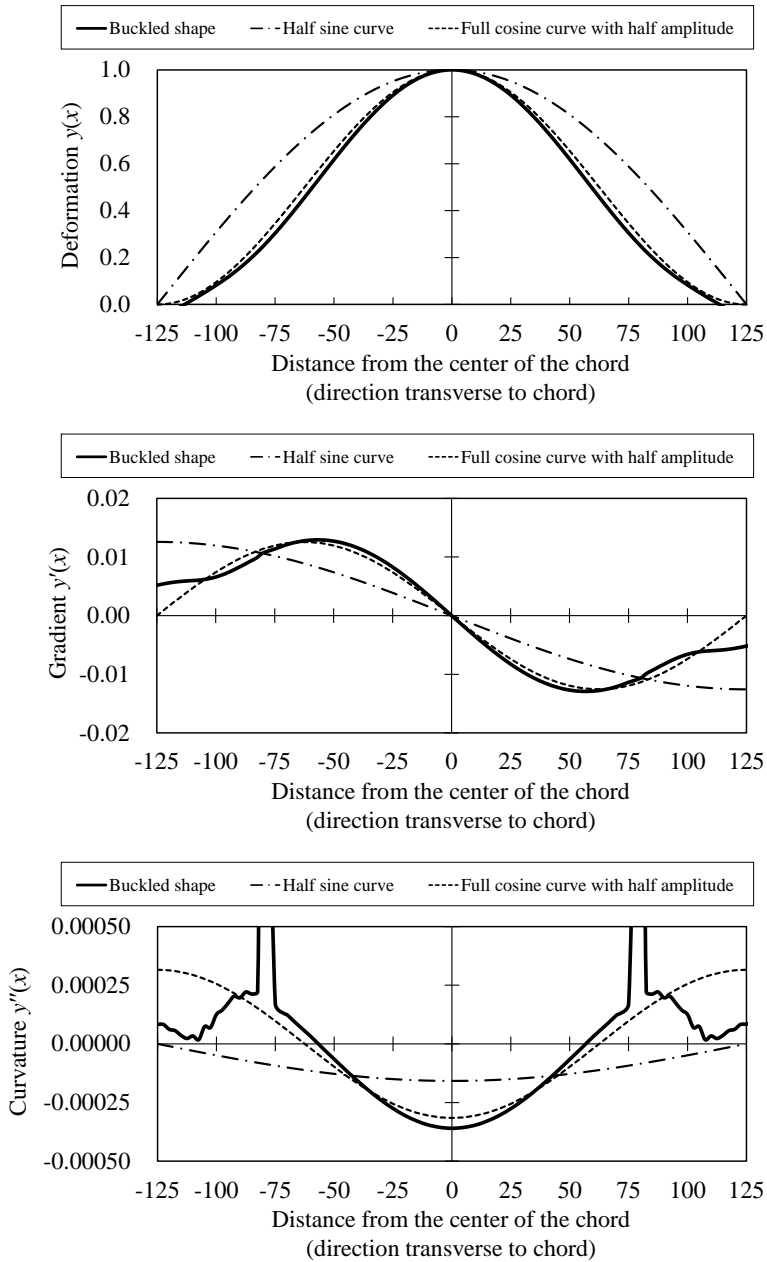 Buckled shape Half sine curve Full cosine curve with half amplitude
1.0
0.8
0.6
0.4
0.2
0.0
Deformation y(x)
-125 -100 -75 -50 -25 0 25 50 75 100 125
Distance from the center of the chord
(direction transverse to chord)
Buckled shape Half sine curve Full cosine curve with half amplitude
0.02
0.01
0.00
-0.01
-0.02
Gradient y'(x)
-125 -100 -75 -50 -25 0 25 50 75 100 125
Distance from the center of the chord
(direction transverse to chord)
Buckled shape Half sine curve Full cosine curve with half amplitude
0.00050
0.00025
0.00000
-0.00025
-0.00050
Curvature y''(x)
-125 -100 -75 -50 -25 0 25 50 75 100 125
Distance from the center of the chord
(direction transverse to chord)